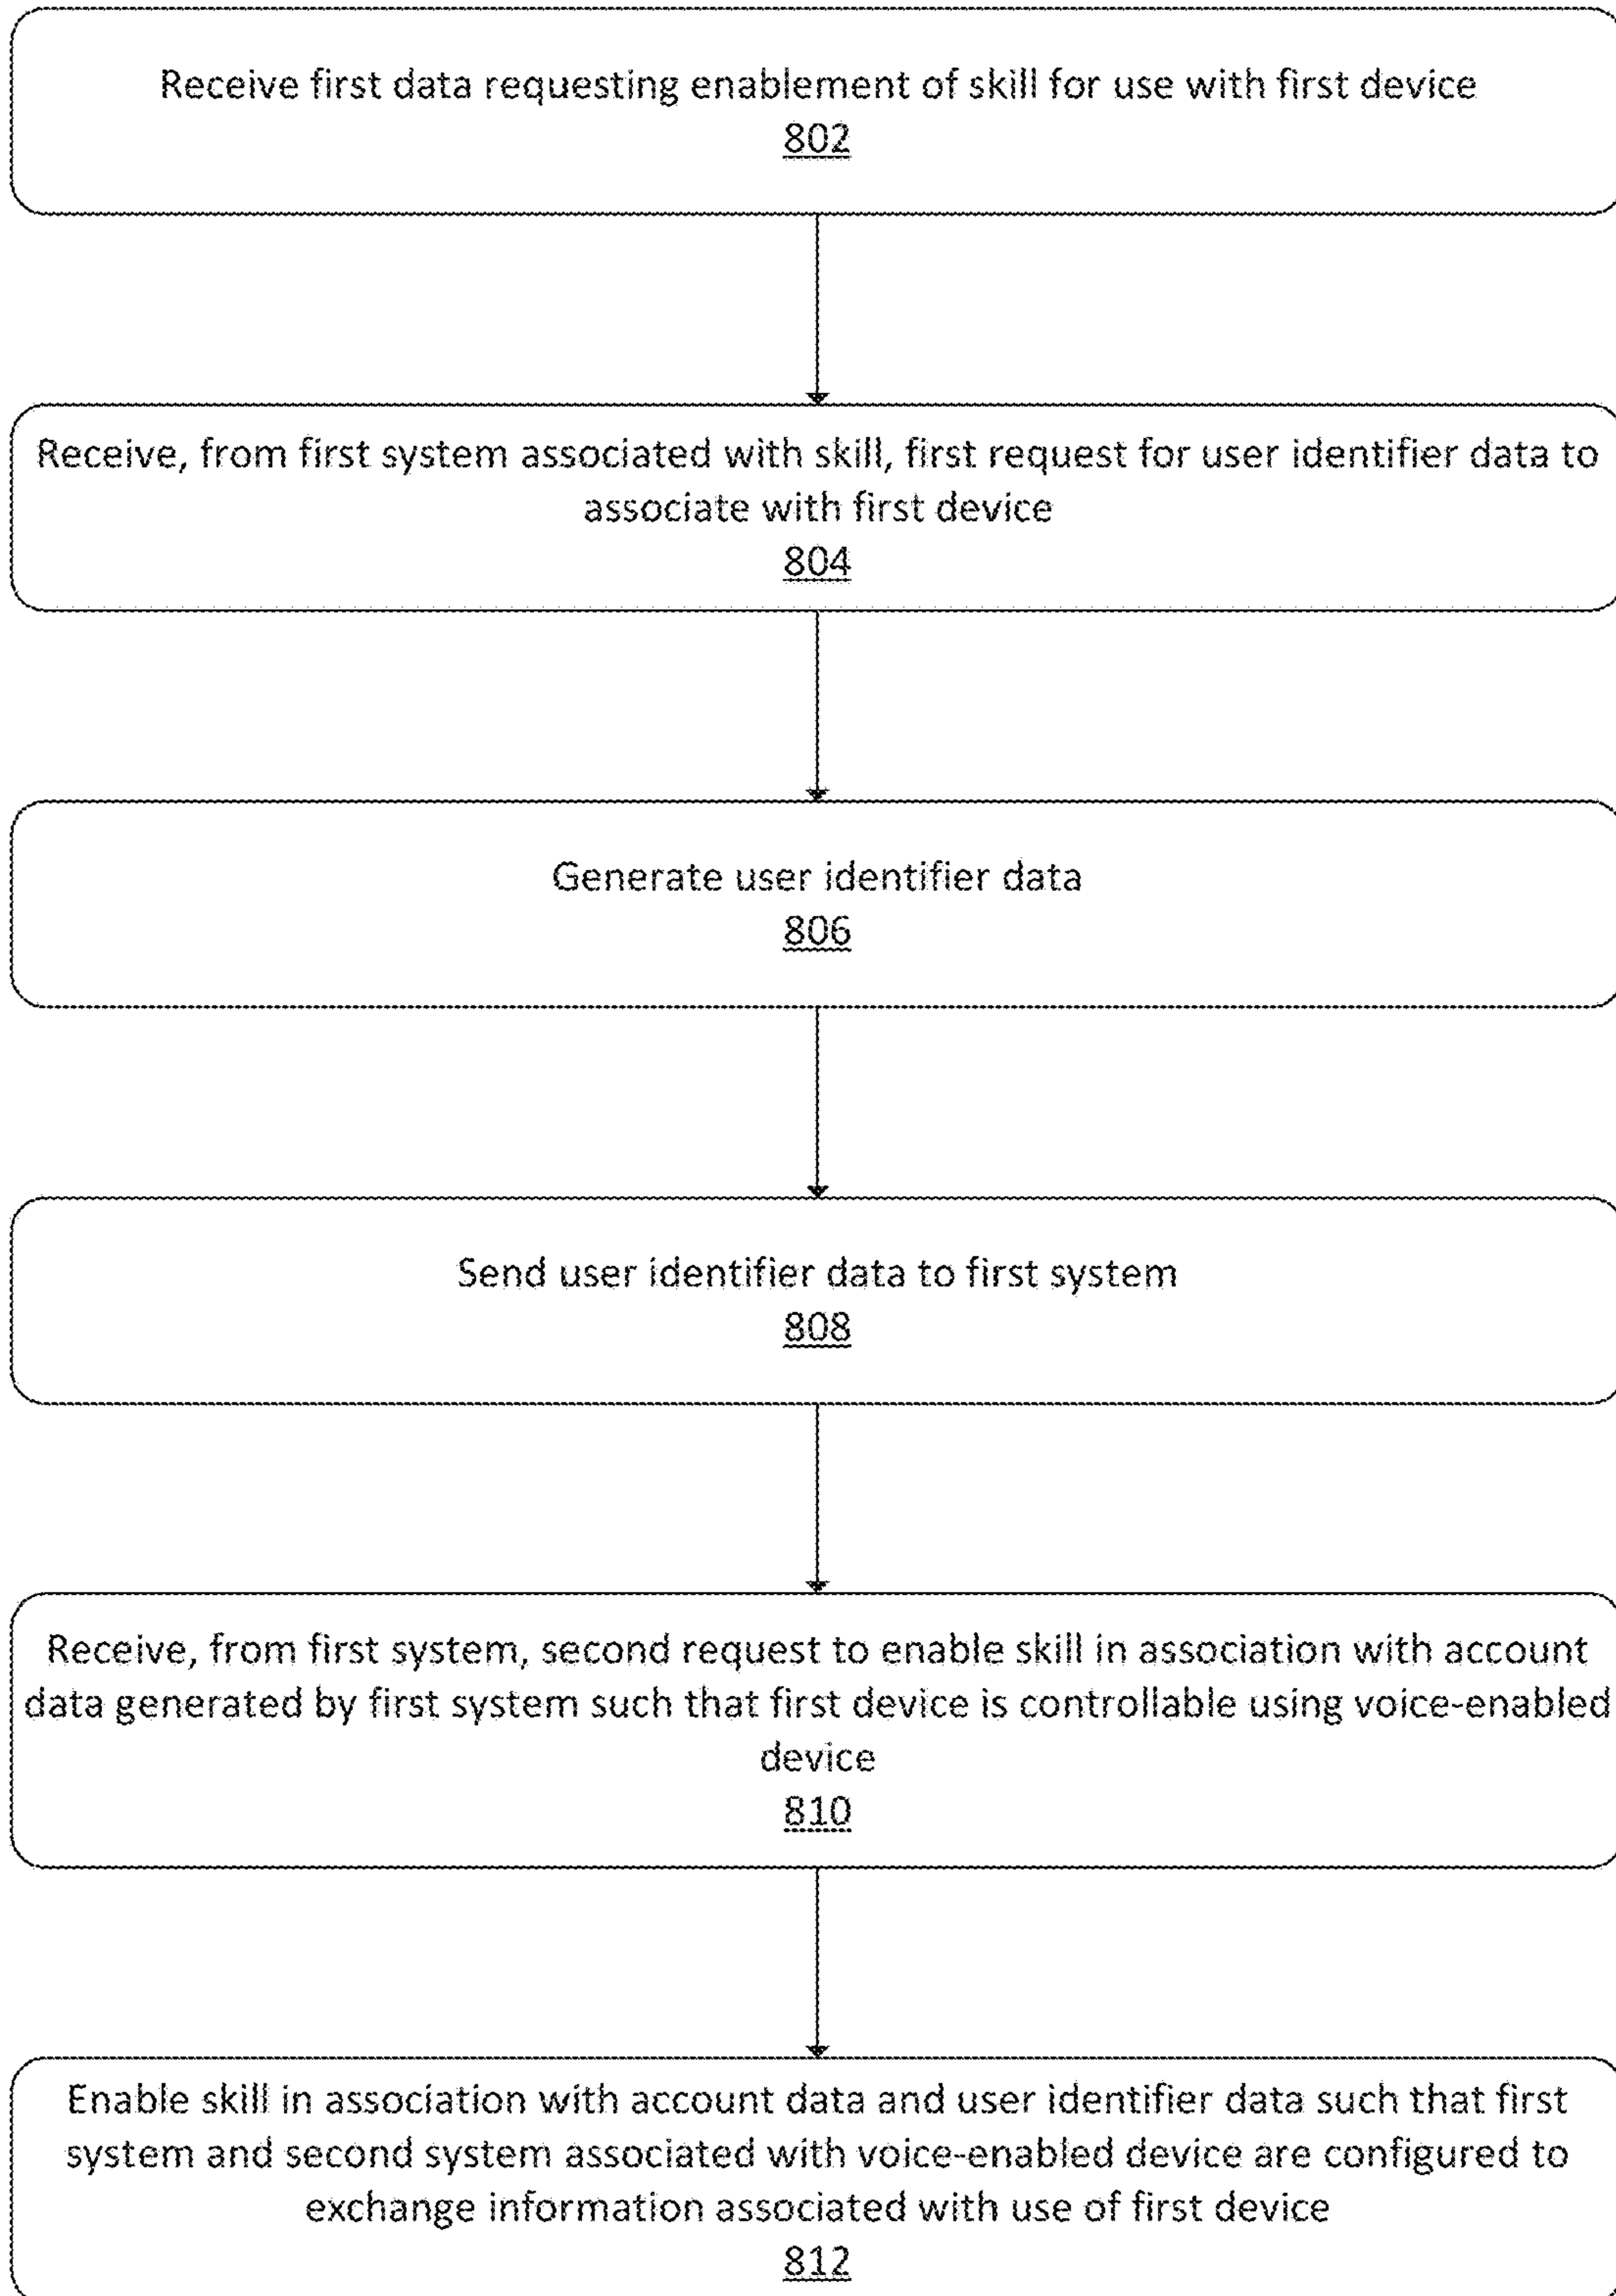 Receive first data requesting enablement of skill for use with first device
802
Receive, from first system associated with skill, first request for user identifier data to
associate with first device
804
Generate user identifier data
806
Send user identifier data to first system
808
Receive, from first system, second request to enable skill in association with account
data generated by first system such that first device is controllable using voice-enabled
device
810
Enable skill in association with account data and user identifier data such that first
system and second system associated with voice-enabled device are configured to
exchange information associated with use of first device
812